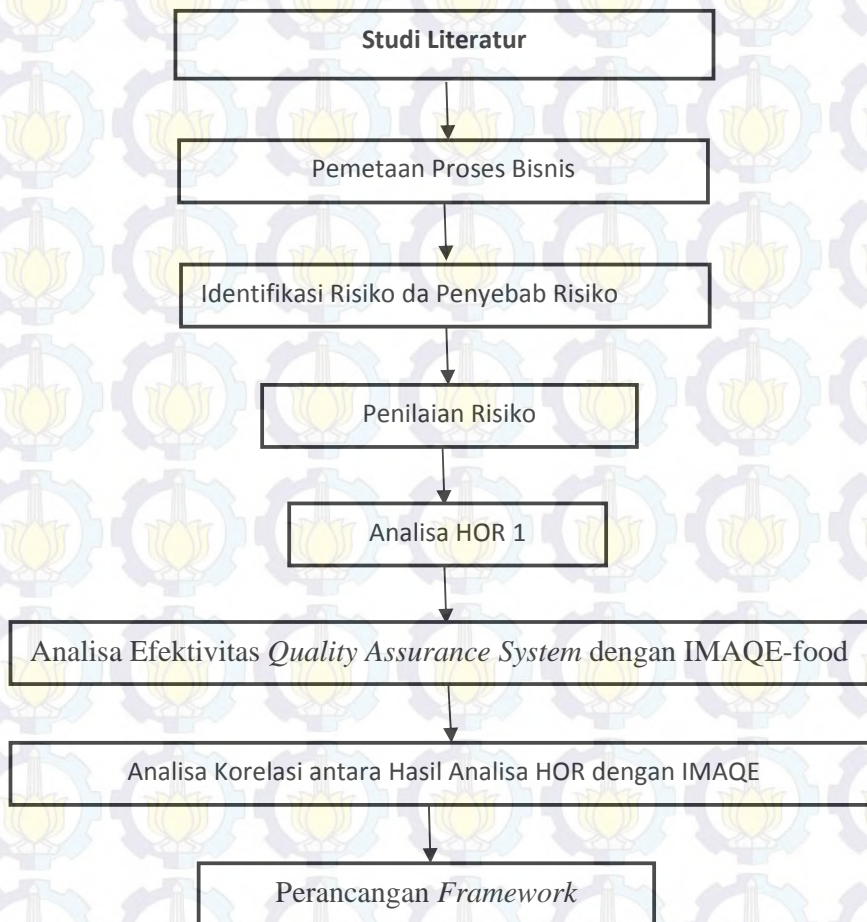 Studi Literatur
Pemetaan Proses Bisnis
Identifikasi Risiko da Penyebab Risiko
Penilaian Risiko
Analisa HOR 1
Analisa Efektivitas Quality Assurance System dengan IMAQE-food
Analisa Korelasi antara Hasil Analisa HOR dengan IMAQE
Perancangan Framework